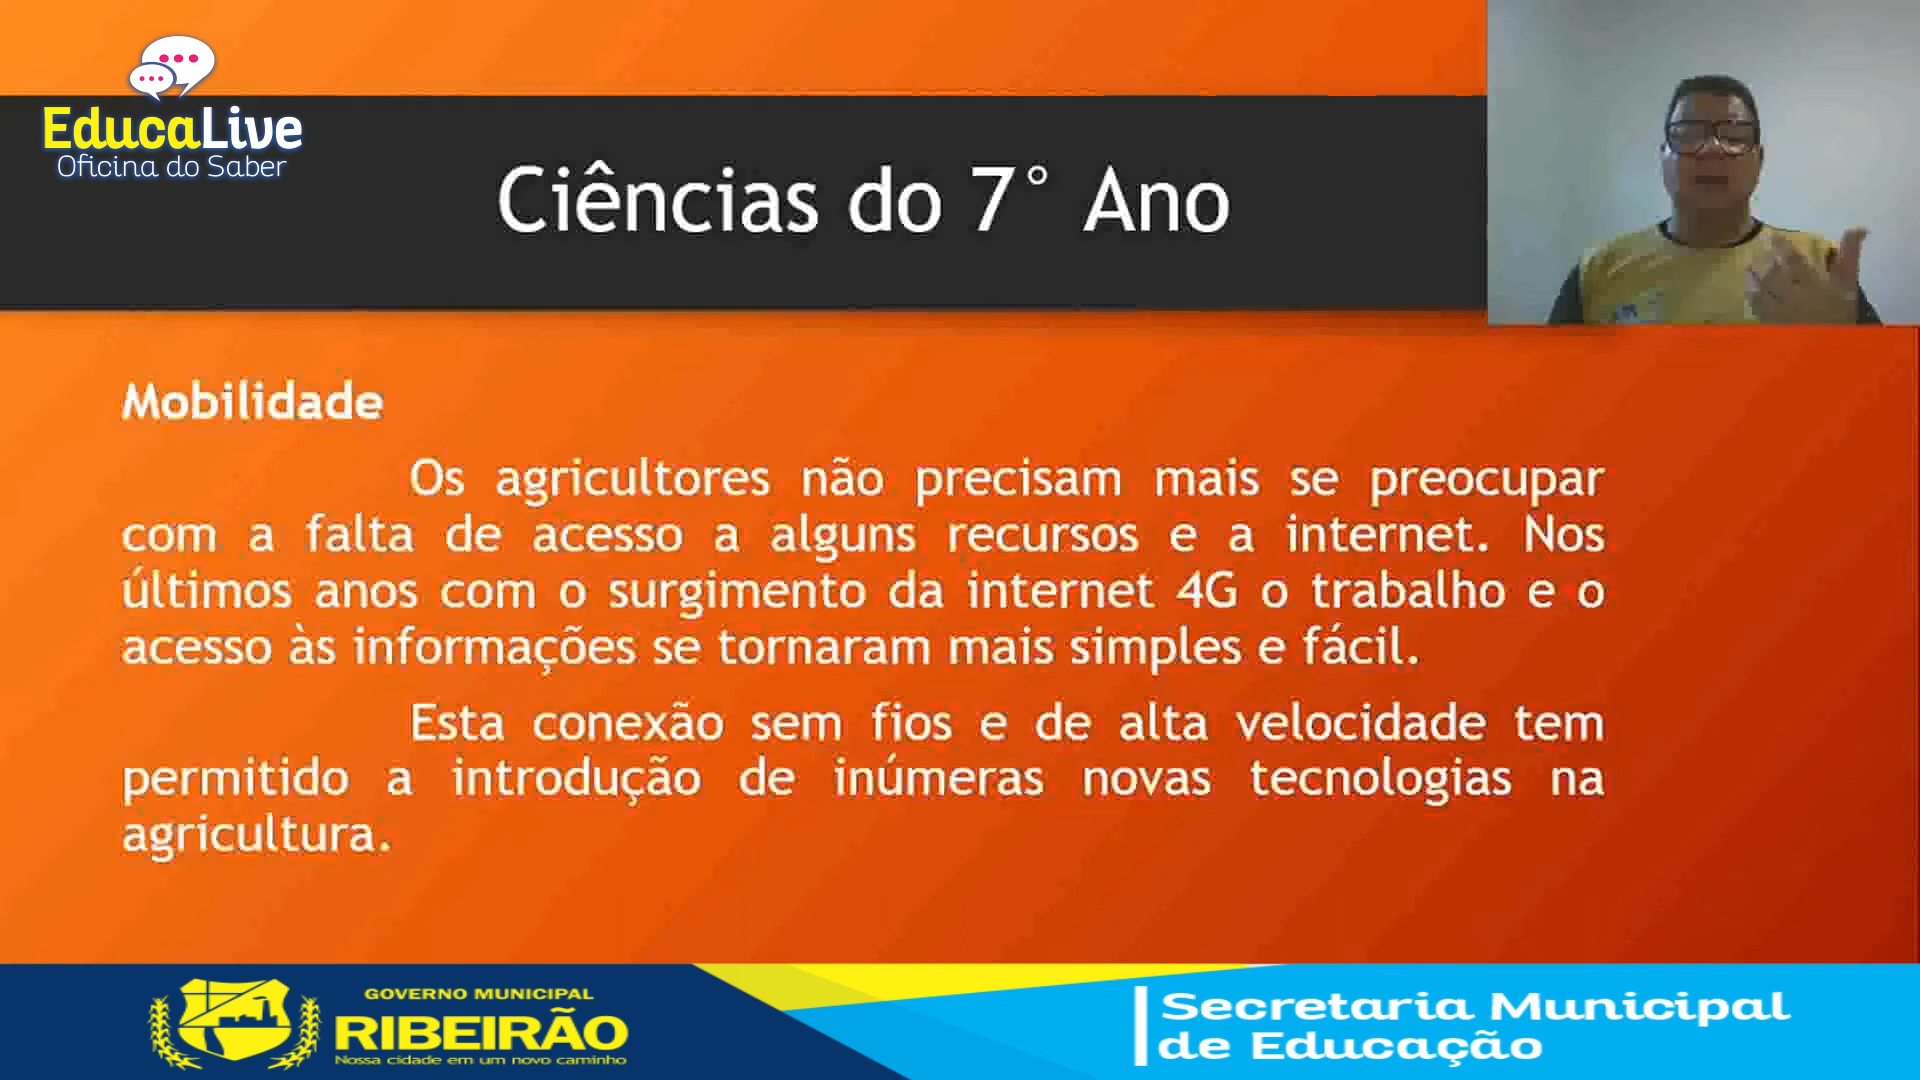 EducaLive
Oficina do Saber
Ciências do 7° Ano
Mobilidade
Os agricultores não precisam mais se preocupar
com a falta de acesso a alguns recursos e a internet. Nos
últimos anos com o surgimento da internet 4G o trabalho e o
acesso às informações se tornaram mais simples e fácil.
Esta conexão sem fios e de alta velocidade tem
permitido a introdução de inúmeras novas tecnologias na
agricultura.
GOVERNO MUNICIPAL
RIBEIRÃO
Nossa cidade em um novo caminho
Secretaria Municipal
de Educação